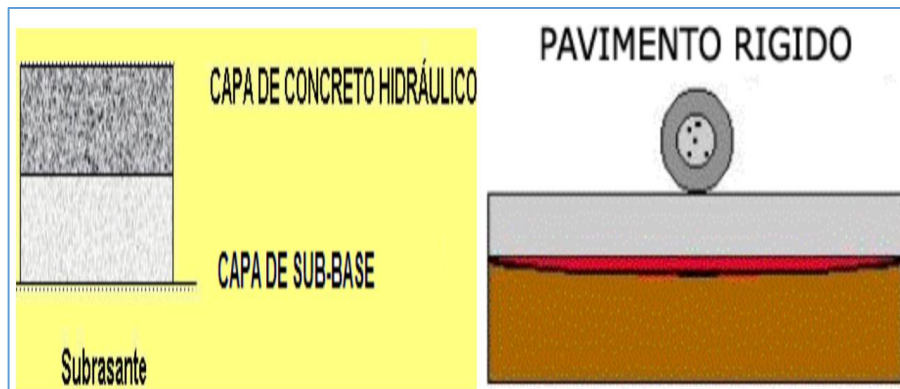 CAPA DE CONCRETO HIDRÁULICO
CAPA DE SUB-BASE
Subrasante
PAVIMENTO RIGIDO